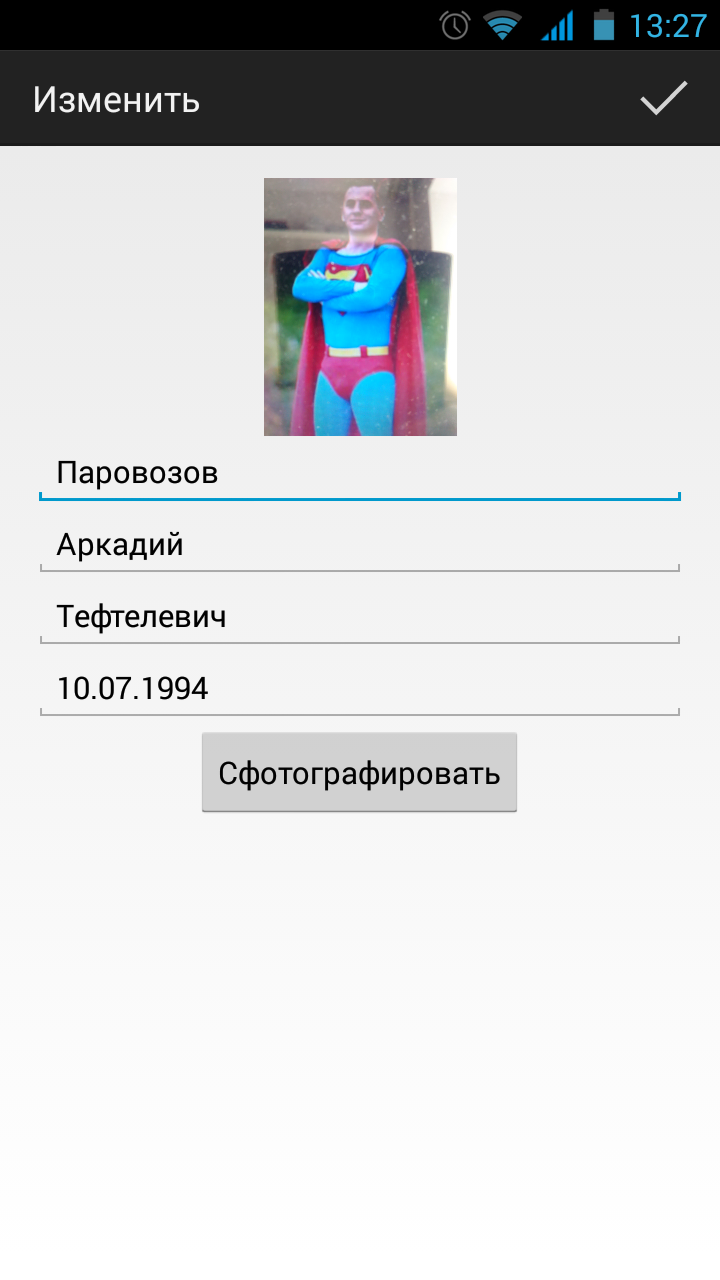 13:27
Изменить
Паровозов
Аркадий
Тефтелевич
10.07.1994
Сфотографировать